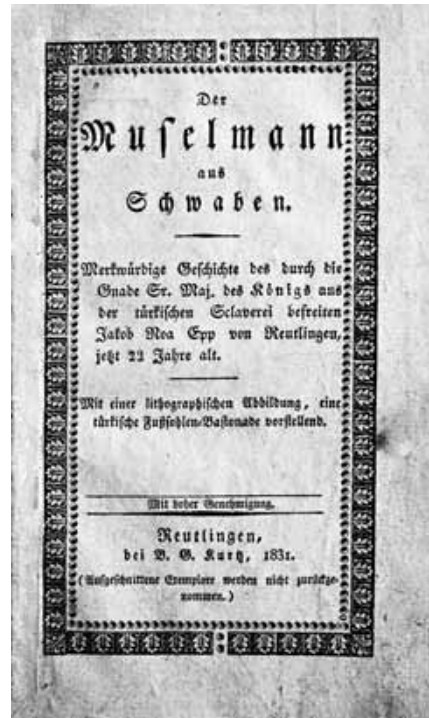 Der
Muſelmann
aus
Schwaben.
Merkwürdige Geſchichte des durch die
Gnade Sr. Maj. des Königs aus
der türkiſchen Sclaverei befreiten
Jakob Noa Epp von Reutlingen,
jetzt 22 Jahre alt.
Mit einer lithographiſchen Abbildung, eine
türkiſche Fußſohlen-Baſtonade vorſtellend.
Mit hoher Genehmigung.
Reutlingen,
bei B. G. Kurtz, 1831.
(Aufgeſchnittene Exemplare werden nicht zurückge-
nommen.)